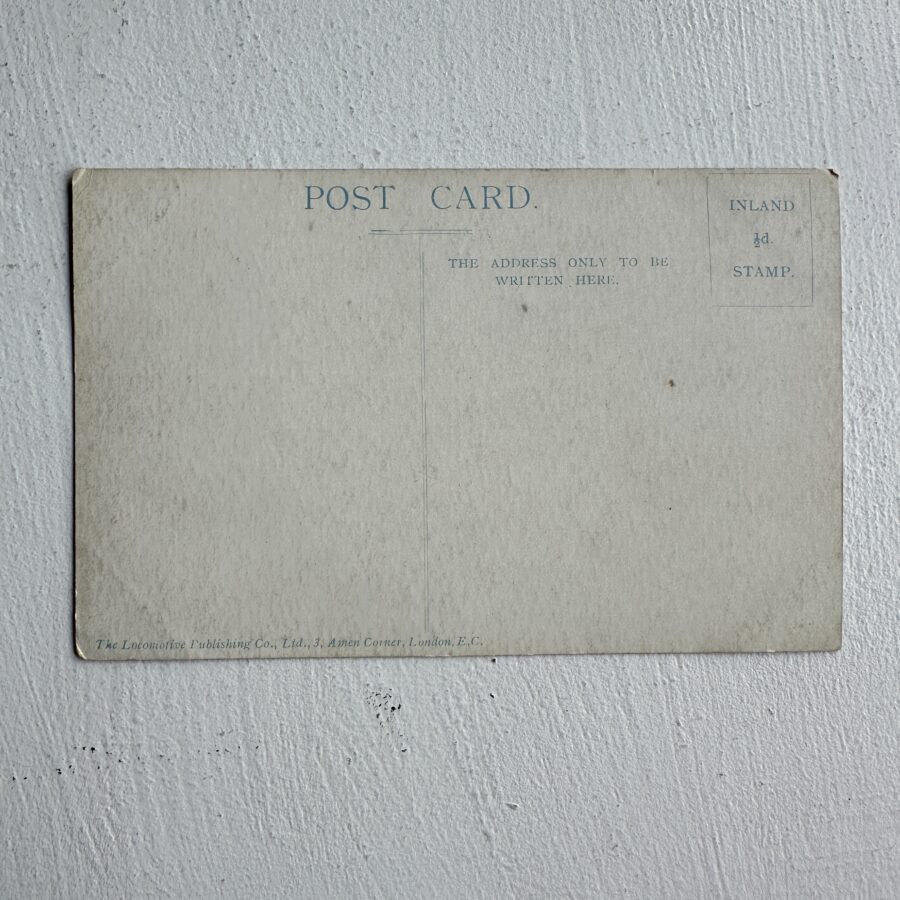 POST CARD.
INLAND
½d.
STAMP.
THE ADDRESS ONLY TO BE
WRITTEN HERE.
The Locomotive Publishing Co., Ltd., 3, Amen Corner, London, E.C.